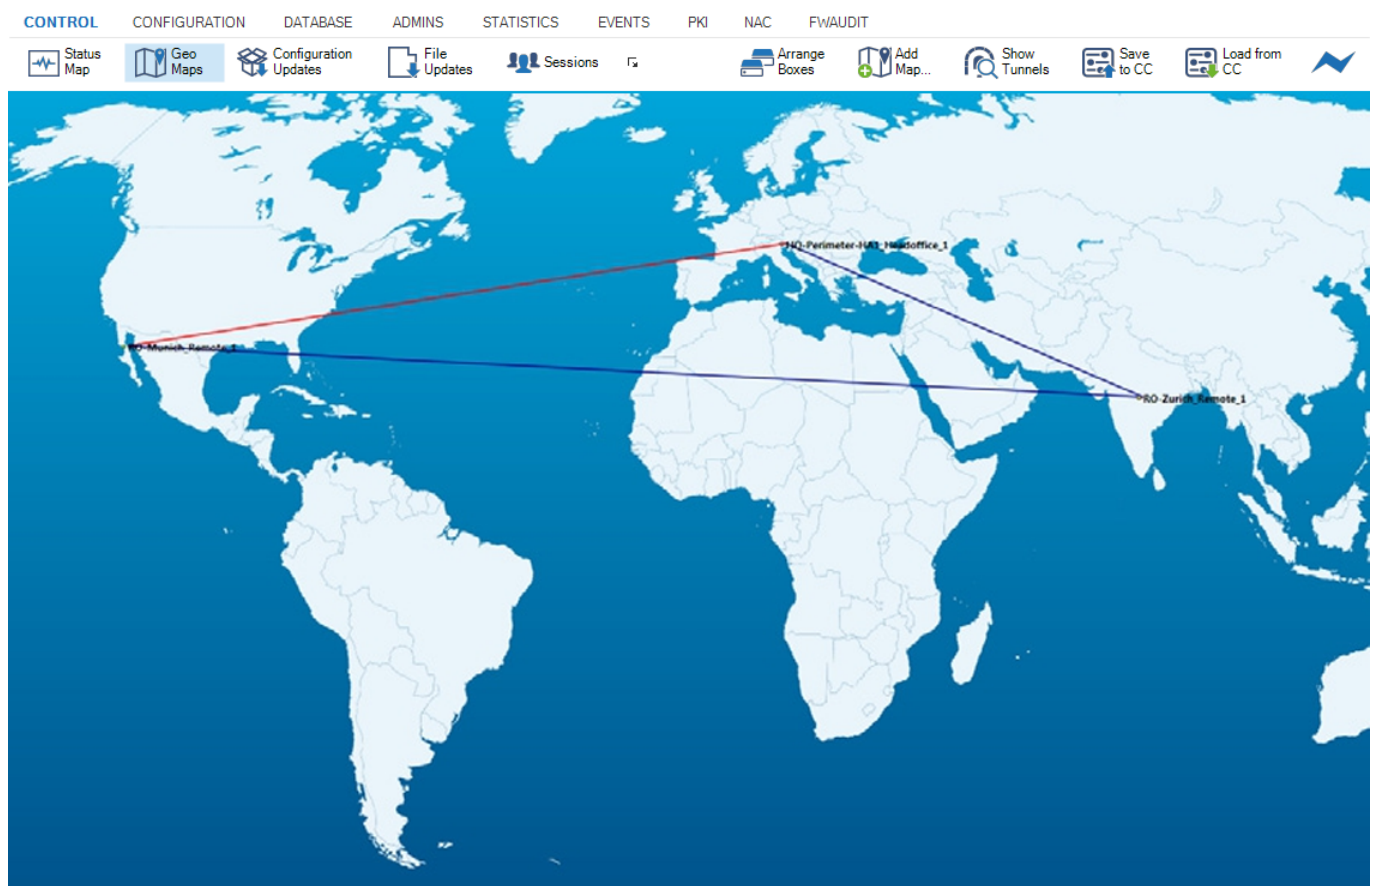 CONTROL CONFIGURATION DATABASE ADMINS STATISTICS EVENTS PKI NAC FWAUDIT
Status Map
Geo Maps
Configuration Updates
File Updates
Sessions
Arrange Boxes
Add Map...
Show Tunnels
Save to CC
Load from CC
HQ-Perimeter-HA1_Headoffice_1
RO-Munich_Remote_1
RO-Zurich_Remote_1